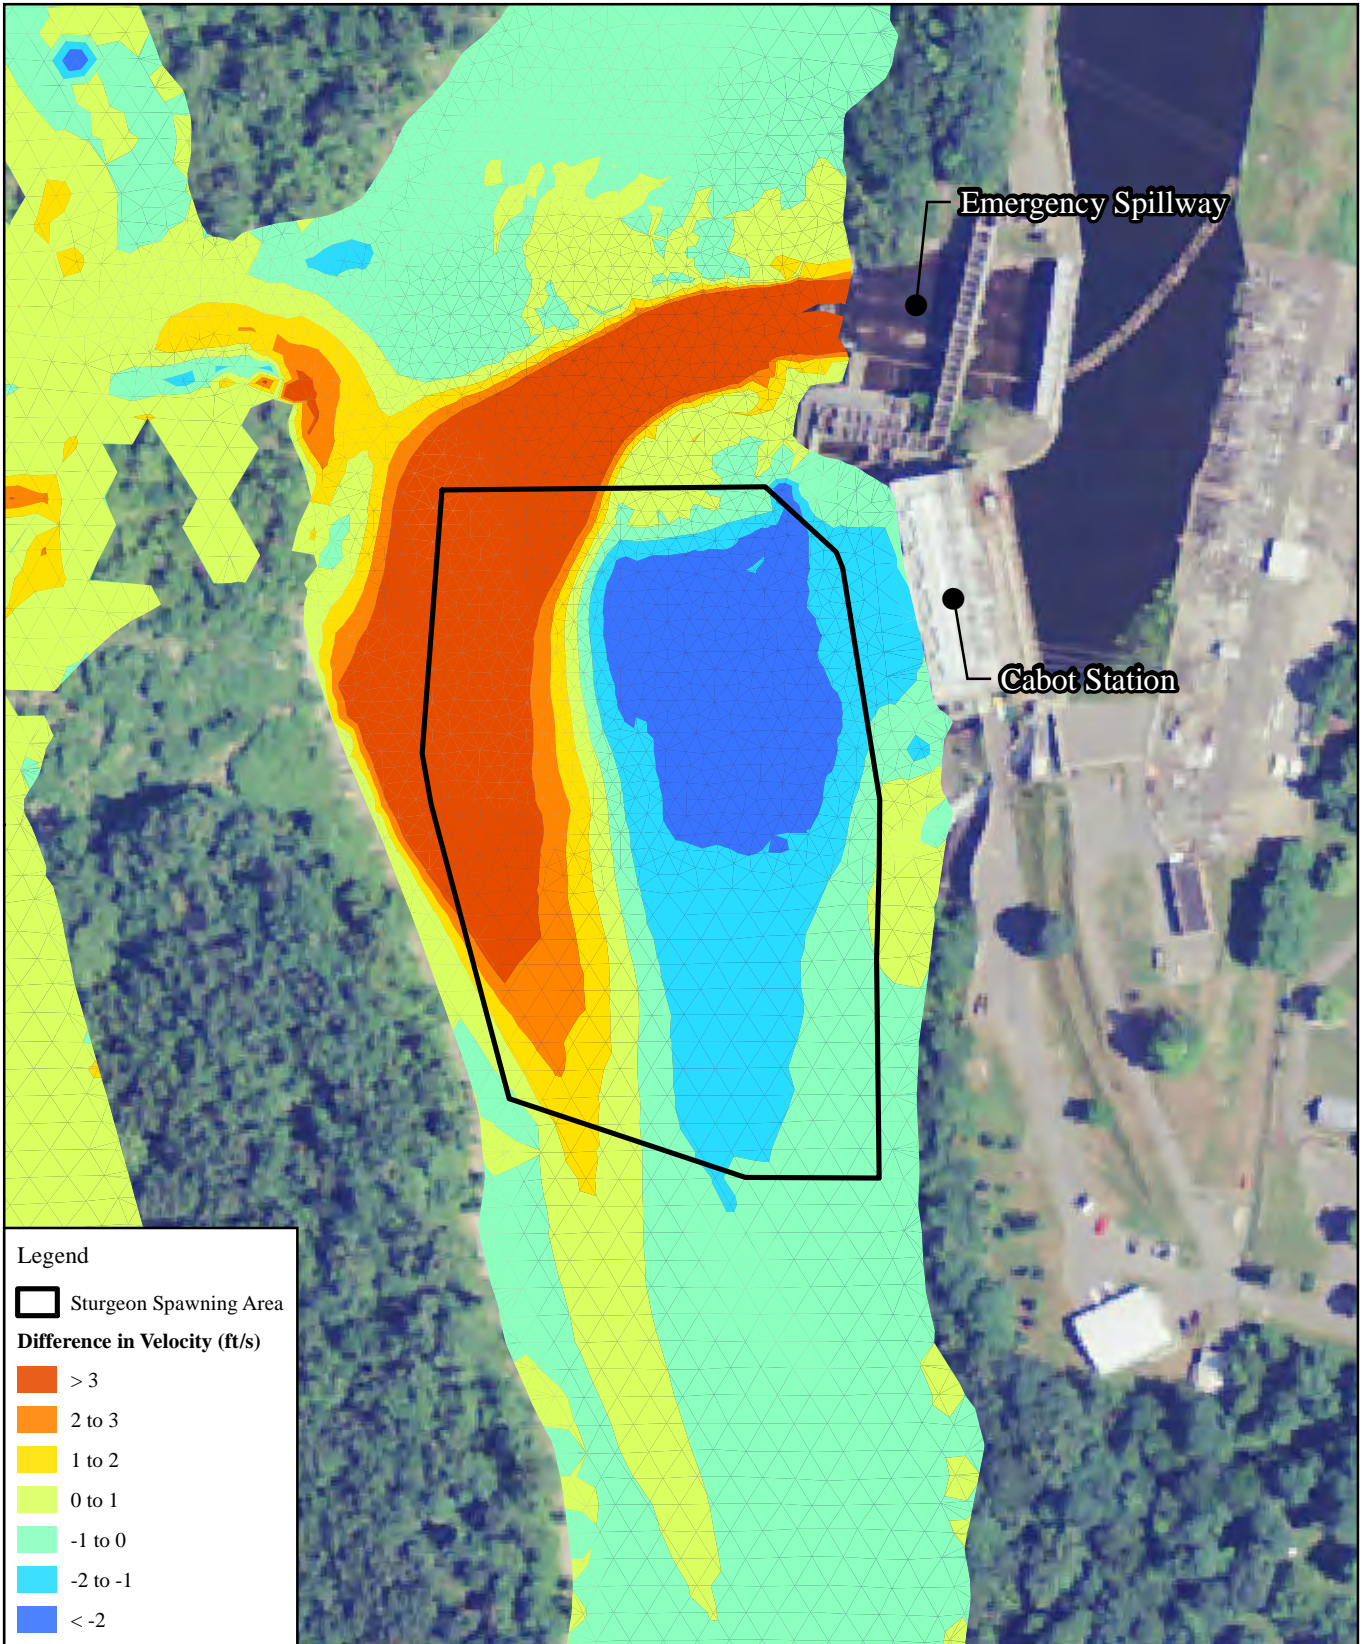 Emergency Spillway
Cabot Station
Legend
Sturgeon Spawning Area
Difference in Velocity (ft/s)
> 3
2 to 3
1 to 2
0 to 1
-1 to 0
-2 to -1
< -2